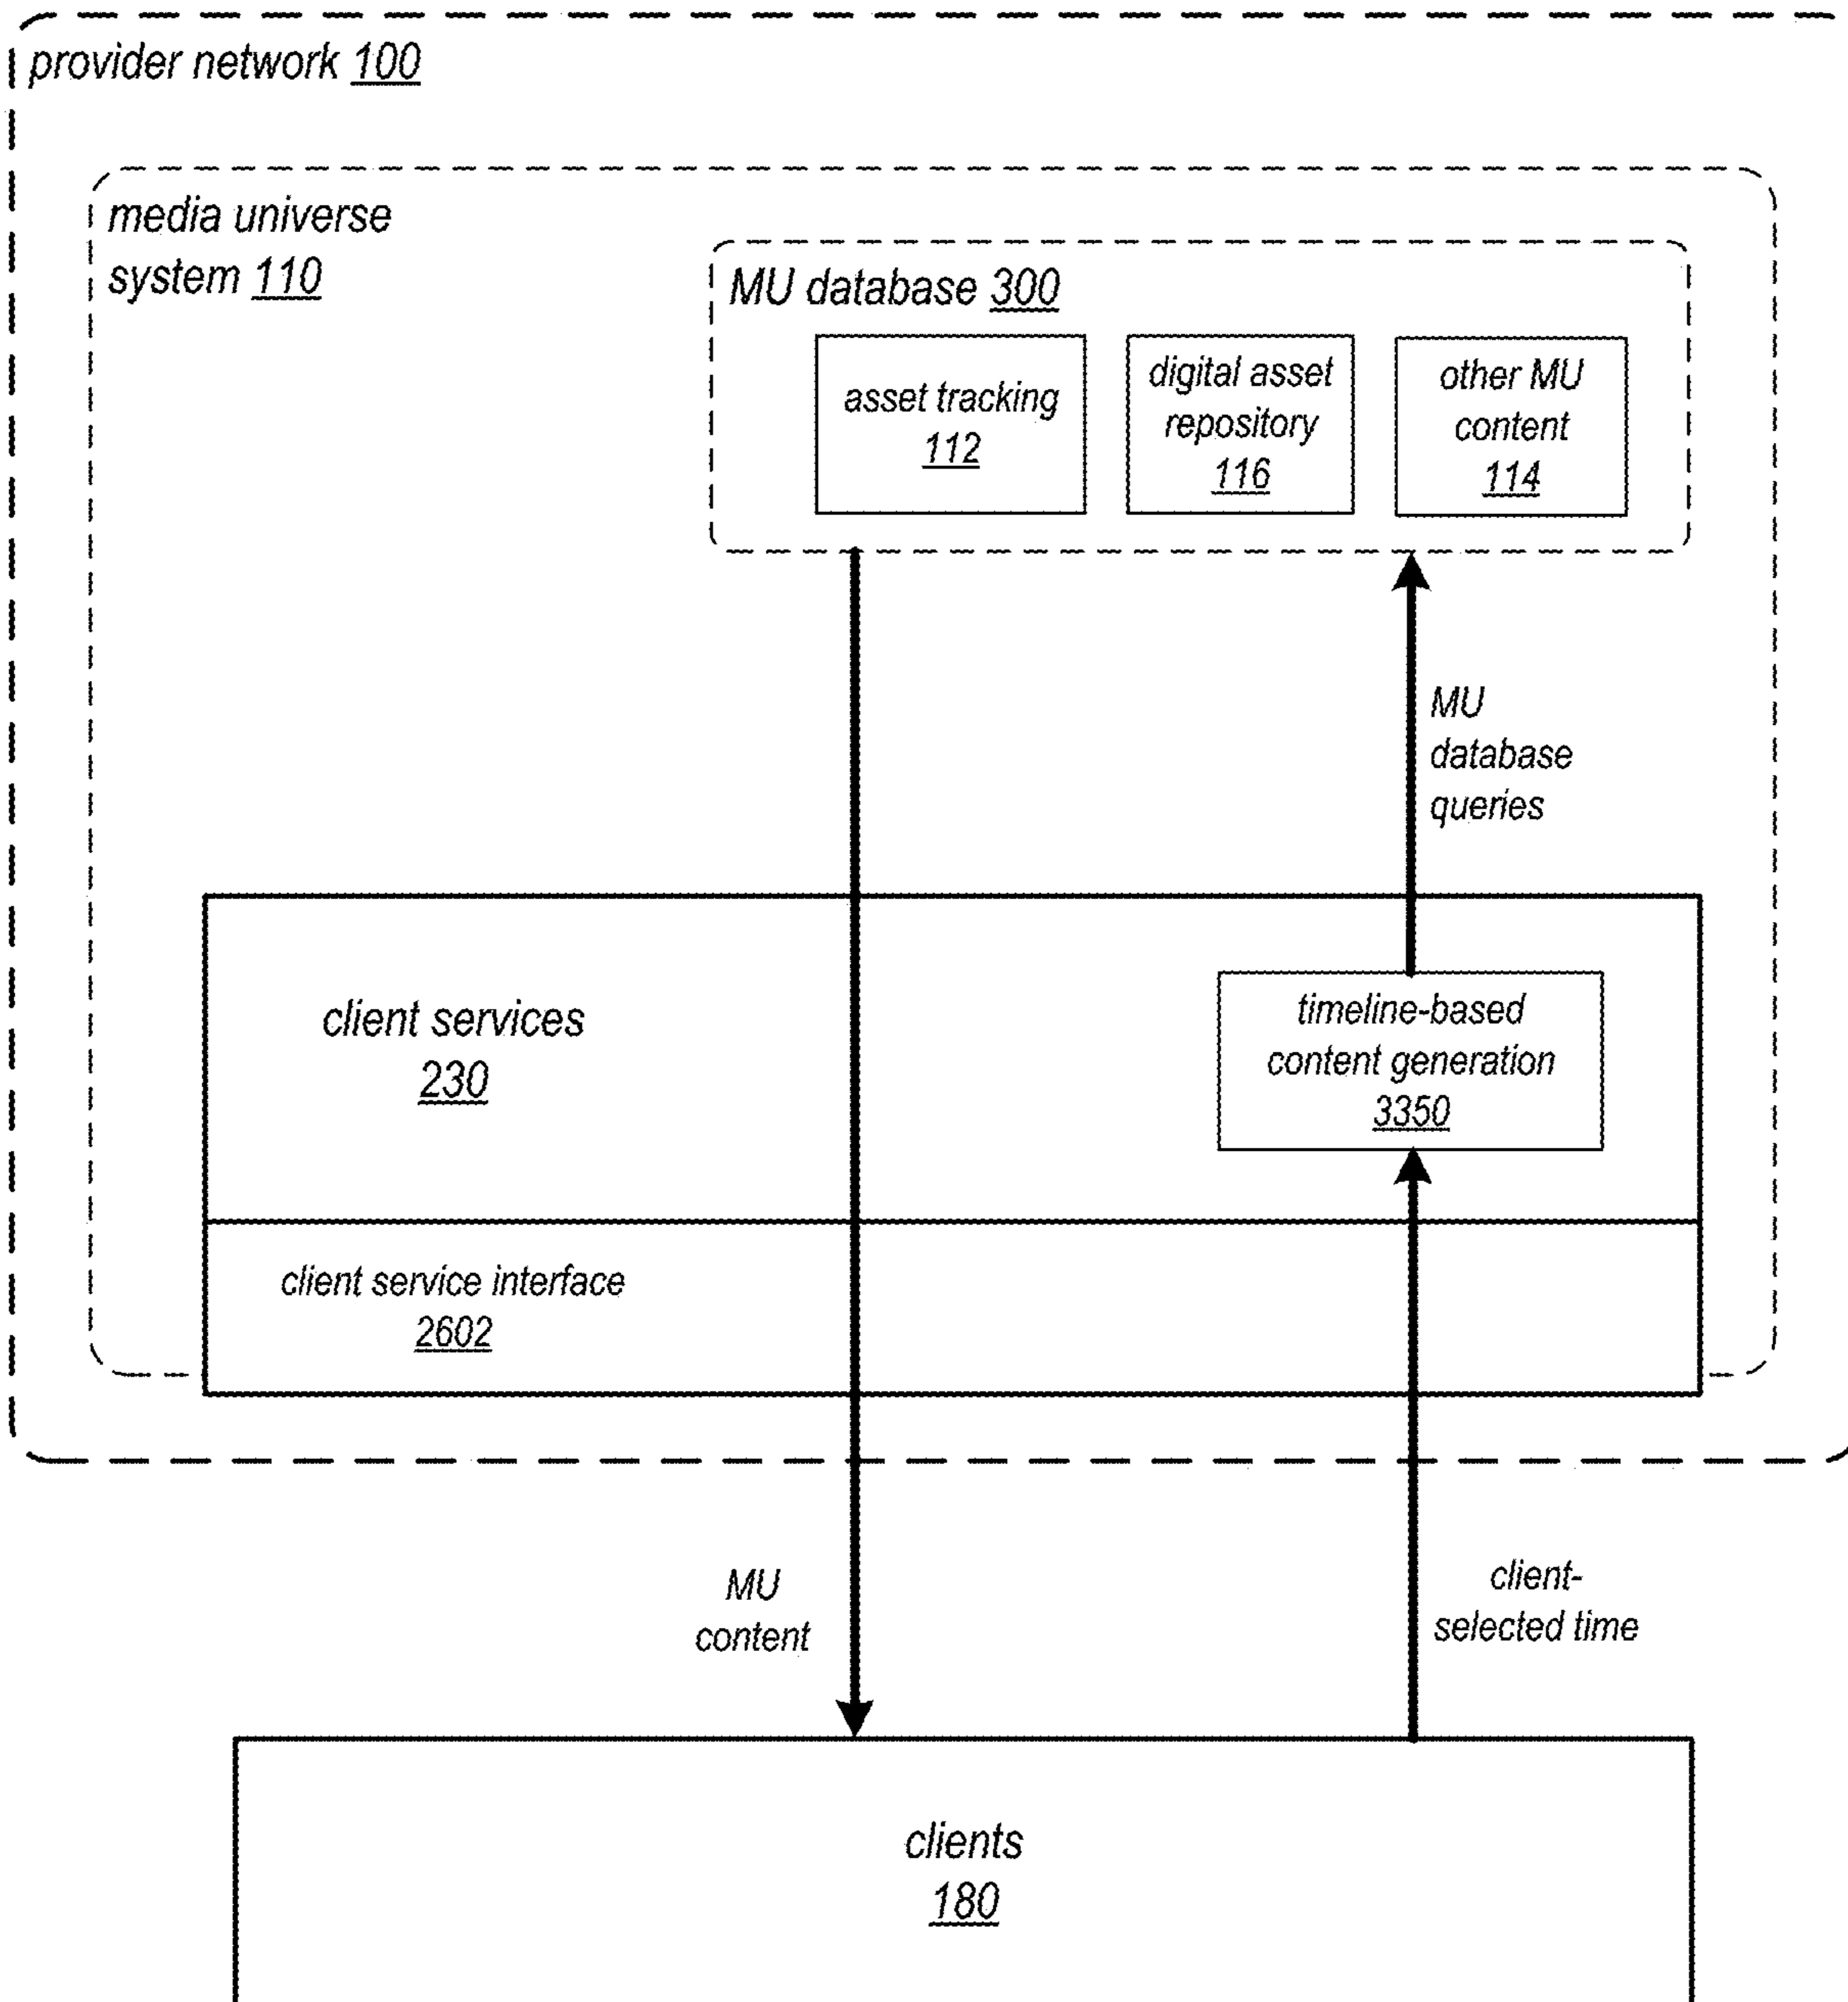 provider network 100
media universe
system 110
MU database 300
asset tracking
112
digital asset
repository
116
other MU
content
114
MU
database
queries
client services
230
timeline-based
content generation
3350
client service interface
2602
MU
content
client-
selected time
clients
180